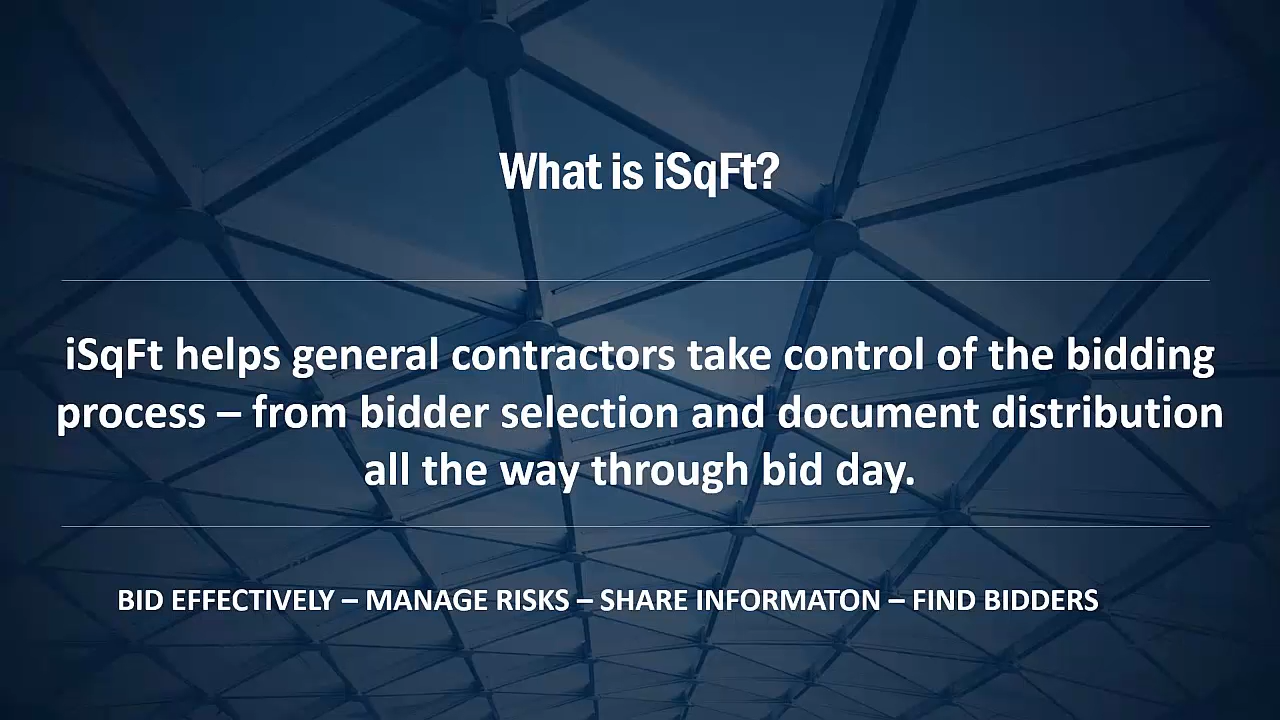 What is iSqFt?
iSqFt helps general contractors take control of the bidding
process – from bidder selection and document distribution
all the way through bid day.
BID EFFECTIVELY – MANAGE RISKS – SHARE INFORMATON – FIND BIDDERS